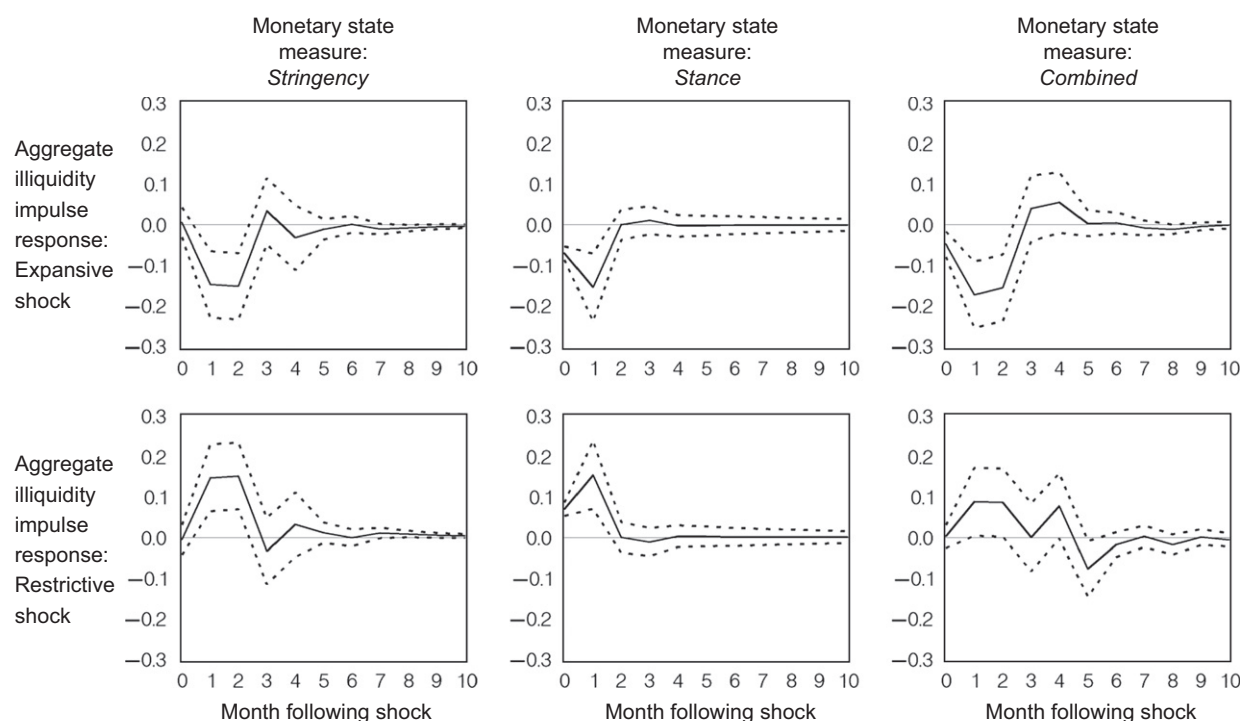 Monetary state
measure:
Stringency
Monetary state
measure:
Stance
Monetary state
measure:
Combined
Aggregate
illiquidity
impulse
response:
Expansive
shock
0.3
0.2
0.1
0.0
−0.1
−0.2
−0.3
0 1 2 3 4 5 6 7 8 9 10
0.3
0.2
0.1
0.0
−0.1
−0.2
−0.3
0 1 2 3 4 5 6 7 8 9 10
0.3
0.2
0.1
0.0
−0.1
−0.2
−0.3
0 1 2 3 4 5 6 7 8 9 10
Aggregate
illiquidity
impulse
response:
Restrictive
shock
0.3
0.2
0.1
0.0
−0.1
−0.2
−0.3
0 1 2 3 4 5 6 7 8 9 10
Month following shock
0.3
0.2
0.1
0.0
−0.1
−0.2
−0.3
0 1 2 3 4 5 6 7 8 9 10
Month following shock
0.3
0.2
0.1
0.0
−0.1
−0.2
−0.3
0 1 2 3 4 5 6 7 8 9 10
Month following shock